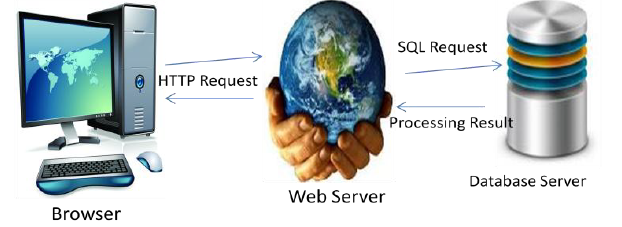 SQL Request
HTTP Request
Processing Result
Database Server
Web Server
Browser